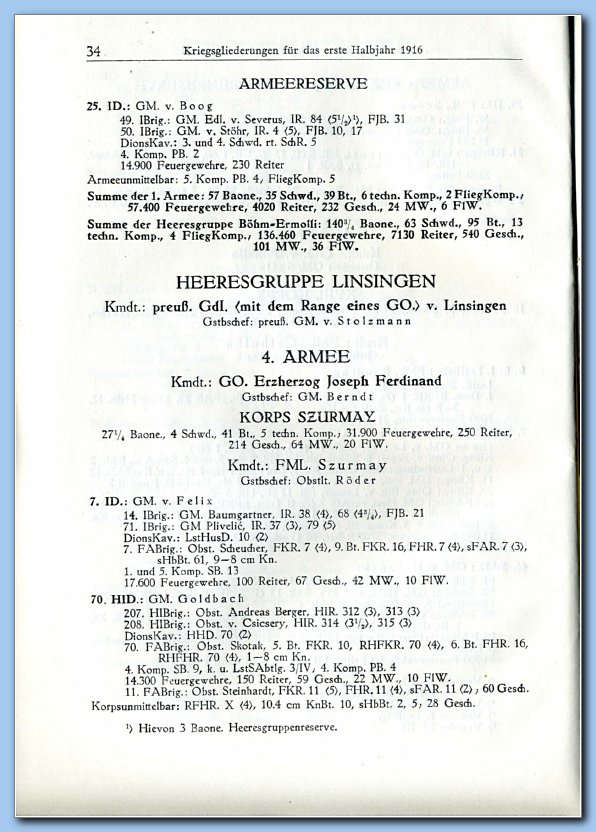 34 Kriegsgliederungen für das erste Halbjahr 1916
ARMEERESERVE
25. ID.: GM. v. Boog
49. IBrig.: GM. Edl. v. Severus, IR. 84 (5¹/₂)¹), FJB. 31
50. IBrig.: GM. v. Stöhr, IR. 4 (5), FJB. 10, 17
DionsKav.: 3. und 4. Schwd. rt. SchR. 5
4. Komp. PB. 2
14.900 Feuergewehre, 230 Reiter
Armeeunmittelbar: 5. Komp. PB. 4, FliegKomp. 5
Summe der 1. Armee: 57 Baone., 35 Schwd., 39 Bt., 6 techn. Komp., 2 FliegKomp.;
57.400 Feuergewehre, 4020 Reiter, 232 Gesch., 24 MW., 6 FlW.
Summe der Heeresgruppe Böhm-Ermolli: 140³/₄ Baone., 63 Schwd., 95 Bt., 13
techn. Komp., 4 FliegKomp.; 136.460 Feuergewehre, 7130 Reiter, 540 Gesch.,
101 MW., 36 FlW.
HEERESGRUPPE LINSINGEN
Kmdt.: preuß. GdI. (mit dem Range eines GO.) v. Linsingen
Gstbschef: preuß. GM. v. Stolzmann
4. ARMEE
Kmdt.: GO. Erzherzog Joseph Ferdinand
Gstbschef: GM. Berndt
KORPS SZURMAY
27¹/₄ Baone., 4 Schwd., 41 Bt., 5 techn. Komp.; 31.900 Feuergewehre, 250 Reiter,
214 Gesch., 64 MW., 20 FlW.
Kmdt.: FML. Szurmay
Gstbschef: Obstlt. Röder
7. ID.: GM. v. Felix
14. IBrig.: GM. Baumgartner, IR. 38 (4), 68 (4³/₄), FJB. 21
71. IBrig.: GM Plivelić, IR. 37 (3), 79 (5)
DionsKav.: LstHusD. 10 (2)
7. FABrig.: Obst. Scheucher, FKR. 7 (4), 9. Bt. FKR. 16, FHR. 7 (4), sFAR. 7 (3),
sHbBt. 61, 9—8 cm Kn.
1. und 5. Komp. SB. 13
17.600 Feuergewehre, 100 Reiter, 67 Gesch., 42 MW., 10 FlW.
70. HID.: GM. Goldbach
207. HIBrig.: Obst. Andreas Berger, HIR. 312 (3), 313 (3)
208. HIBrig.: Obst. v. Csicsery, HIR. 314 (3¹/₂), 315 (3)
DionsKav.: HHD. 70 (2)
70. FABrig.: Obst. Skotak, 5. Bt. FKR. 10, RHFKR. 70 (4), 6. Bt. FHR. 16,
RHFHR. 70 (4), 1—8 cm Kn.
4. Komp. SB. 9, k. u. LstSAbtlg. 3/IV, 4. Komp. PB. 4
14.300 Feuergewehre, 150 Reiter, 59 Gesch., 22 MW., 10 FlW.
11. FABrig.: Obst. Steinhardt, FKR. 11 (5), FHR. 11 (4), sFAR. 11 (2); 60 Gesch.
Korpsunmittelbar: RFHR. X (4), 10.4 cm KnBt. 10, sHbBt. 2, 5; 28 Gesch.
¹) Hievon 3 Baone. Heeresgruppenreserve.